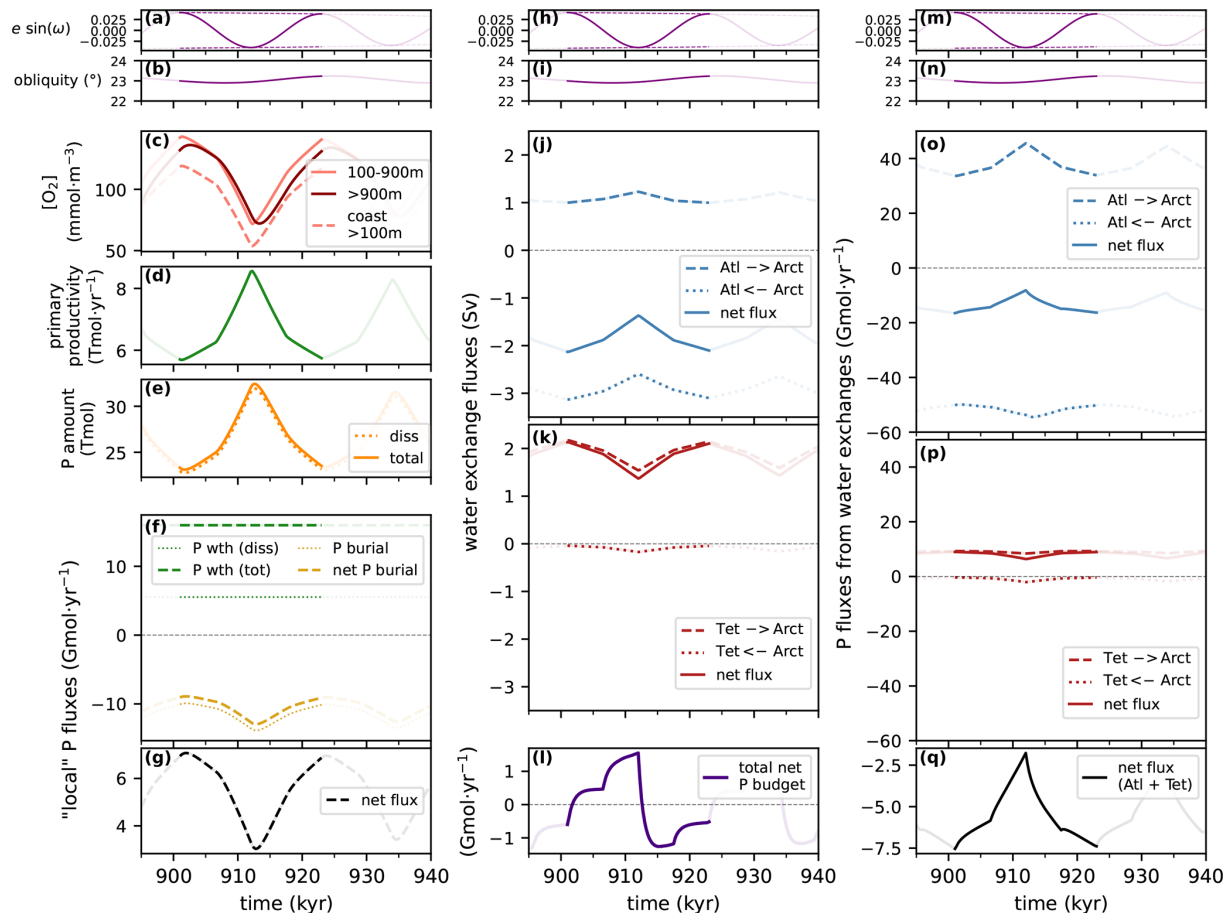 (a)
e sin(ω)
0.025
0.000
−0.025
(b)
obliquity (°)
24
23
22
(c)
[O₂]
(mmol·m⁻³)
100
50
100-900m
>900m
coast
>100m
(d)
primary
productivity
(Tmol·yr⁻¹)
8
6
(e)
P amount
(Tmol)
30
25
diss
total
(f)
"local" P fluxes (Gmol·yr⁻¹)
10
0
−10
P wth (diss)
P wth (tot)
P burial
net P burial
(g)
6
4
net flux
900
910
920
930
940
time (kyr)
(h)
0.025
0.000
−0.025
(i)
24
23
22
(j)
water exchange fluxes (Sv)
2
1
0
−1
−2
−3
Atl −> Arct
Atl <− Arct
net flux
(k)
2
1
0
−1
−2
−3
Tet −> Arct
Tet <− Arct
net flux
(l)
(Gmol·yr⁻¹)
1
0
−1
total net
P budget
900
910
920
930
940
time (kyr)
(m)
0.025
0.000
−0.025
(n)
24
23
22
(o)
P fluxes from water exchanges (Gmol·yr⁻¹)
40
20
0
−20
−40
−60
Atl −> Arct
Atl <− Arct
net flux
(p)
40
20
0
−20
−40
−60
Tet −> Arct
Tet <− Arct
net flux
(q)
−2.5
−5.0
−7.5
net flux
(Atl + Tet)
900
910
920
930
940
time (kyr)